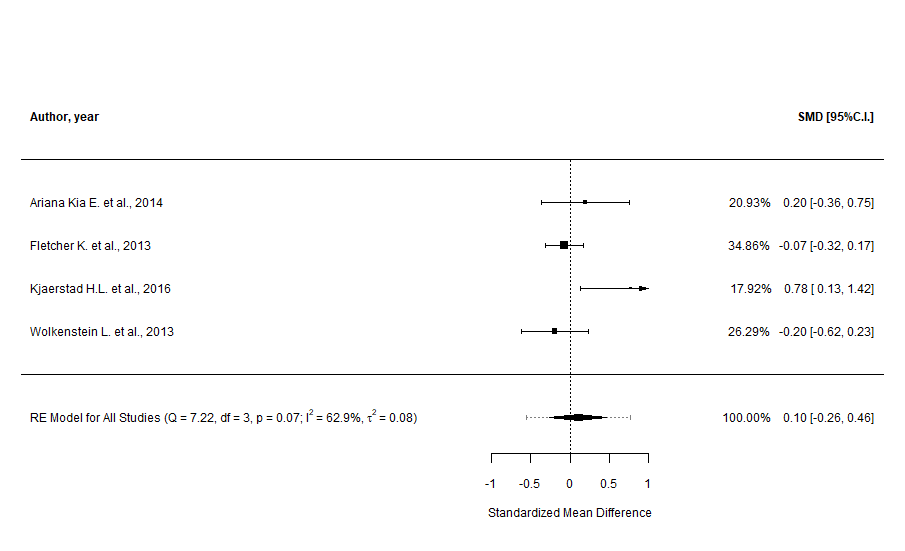 Author, year SMD [95%C.I.]
Ariana Kia E. et al., 2014 20.93% 0.20 [-0.36, 0.75]
Fletcher K. et al., 2013 34.86% -0.07 [-0.32, 0.17]
Kjaerstad H.L. et al., 2016 17.92% 0.78 [ 0.13, 1.42]
Wolkenstein L. et al., 2013 26.29% -0.20 [-0.62, 0.23]
RE Model for All Studies (Q = 7.22, df = 3, p = 0.07; I² = 62.9%, τ² = 0.08) 100.00% 0.10 [-0.26, 0.46]
-1 -0.5 0 0.5 1
Standardized Mean Difference